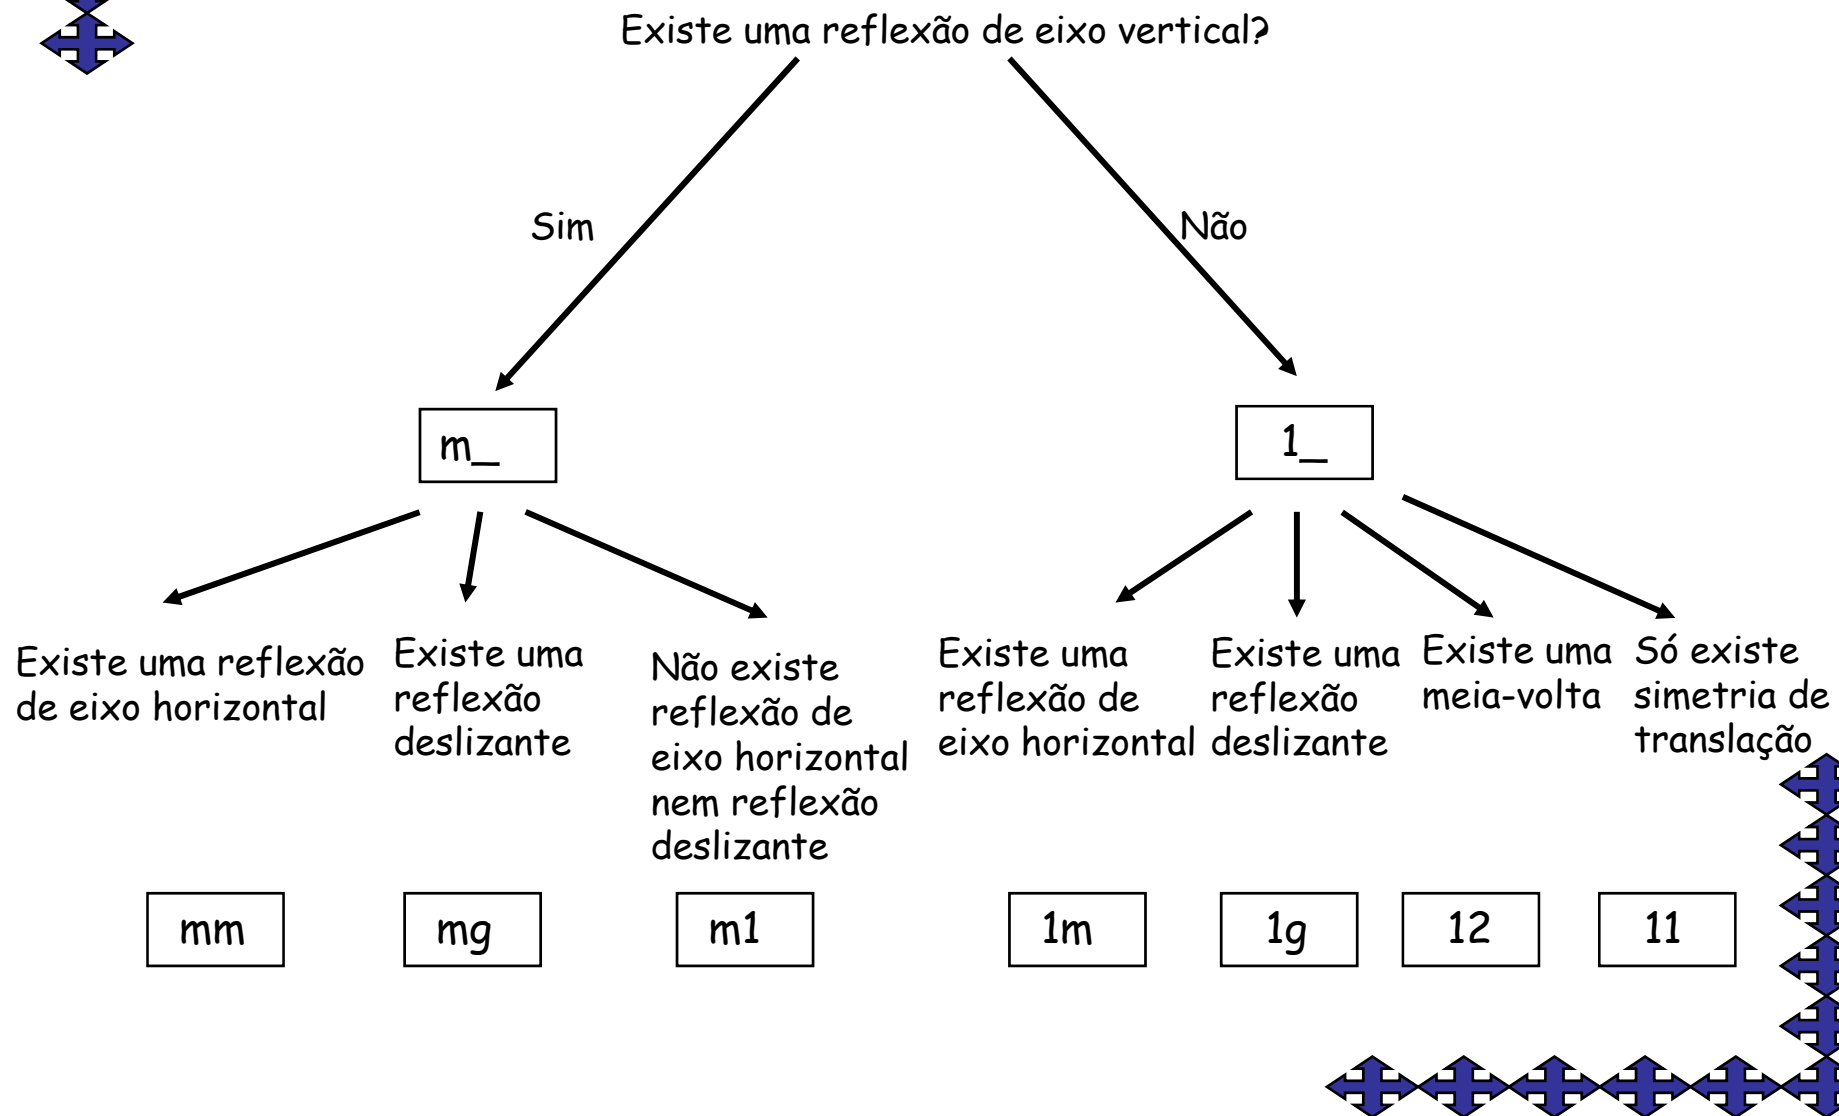 Existe uma reflexão de eixo vertical?
Sim
Não
m_
1_
Existe uma reflexão
de eixo horizontal
Existe uma
reflexão
deslizante
Não existe
reflexão de
eixo horizontal
nem reflexão
deslizante
Existe uma
reflexão de
eixo horizontal
Existe uma
reflexão
deslizante
Existe uma
meia-volta
Só existe
simetria de
translação
mm
mg
m1
1m
1g
12
11